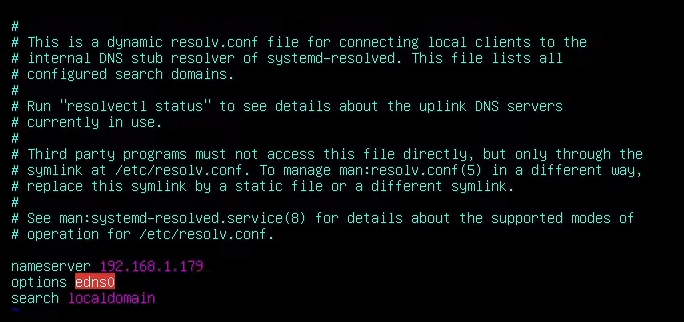 #
# This is a dynamic resolv.conf file for connecting local clients to the
# internal DNS stub resolver of systemd-resolved. This file lists all
# configured search domains.
#
# Run "resolvectl status" to see details about the uplink DNS servers
# currently in use.
#
# Third party programs must not access this file directly, but only through the
# symlink at /etc/resolv.conf. To manage man:resolv.conf(5) in a different way,
# replace this symlink by a static file or a different symlink.
#
# See man:systemd-resolved.service(8) for details about the supported modes of
# operation for /etc/resolv.conf.

nameserver 192.168.1.179
options edns0
search localdomain
~